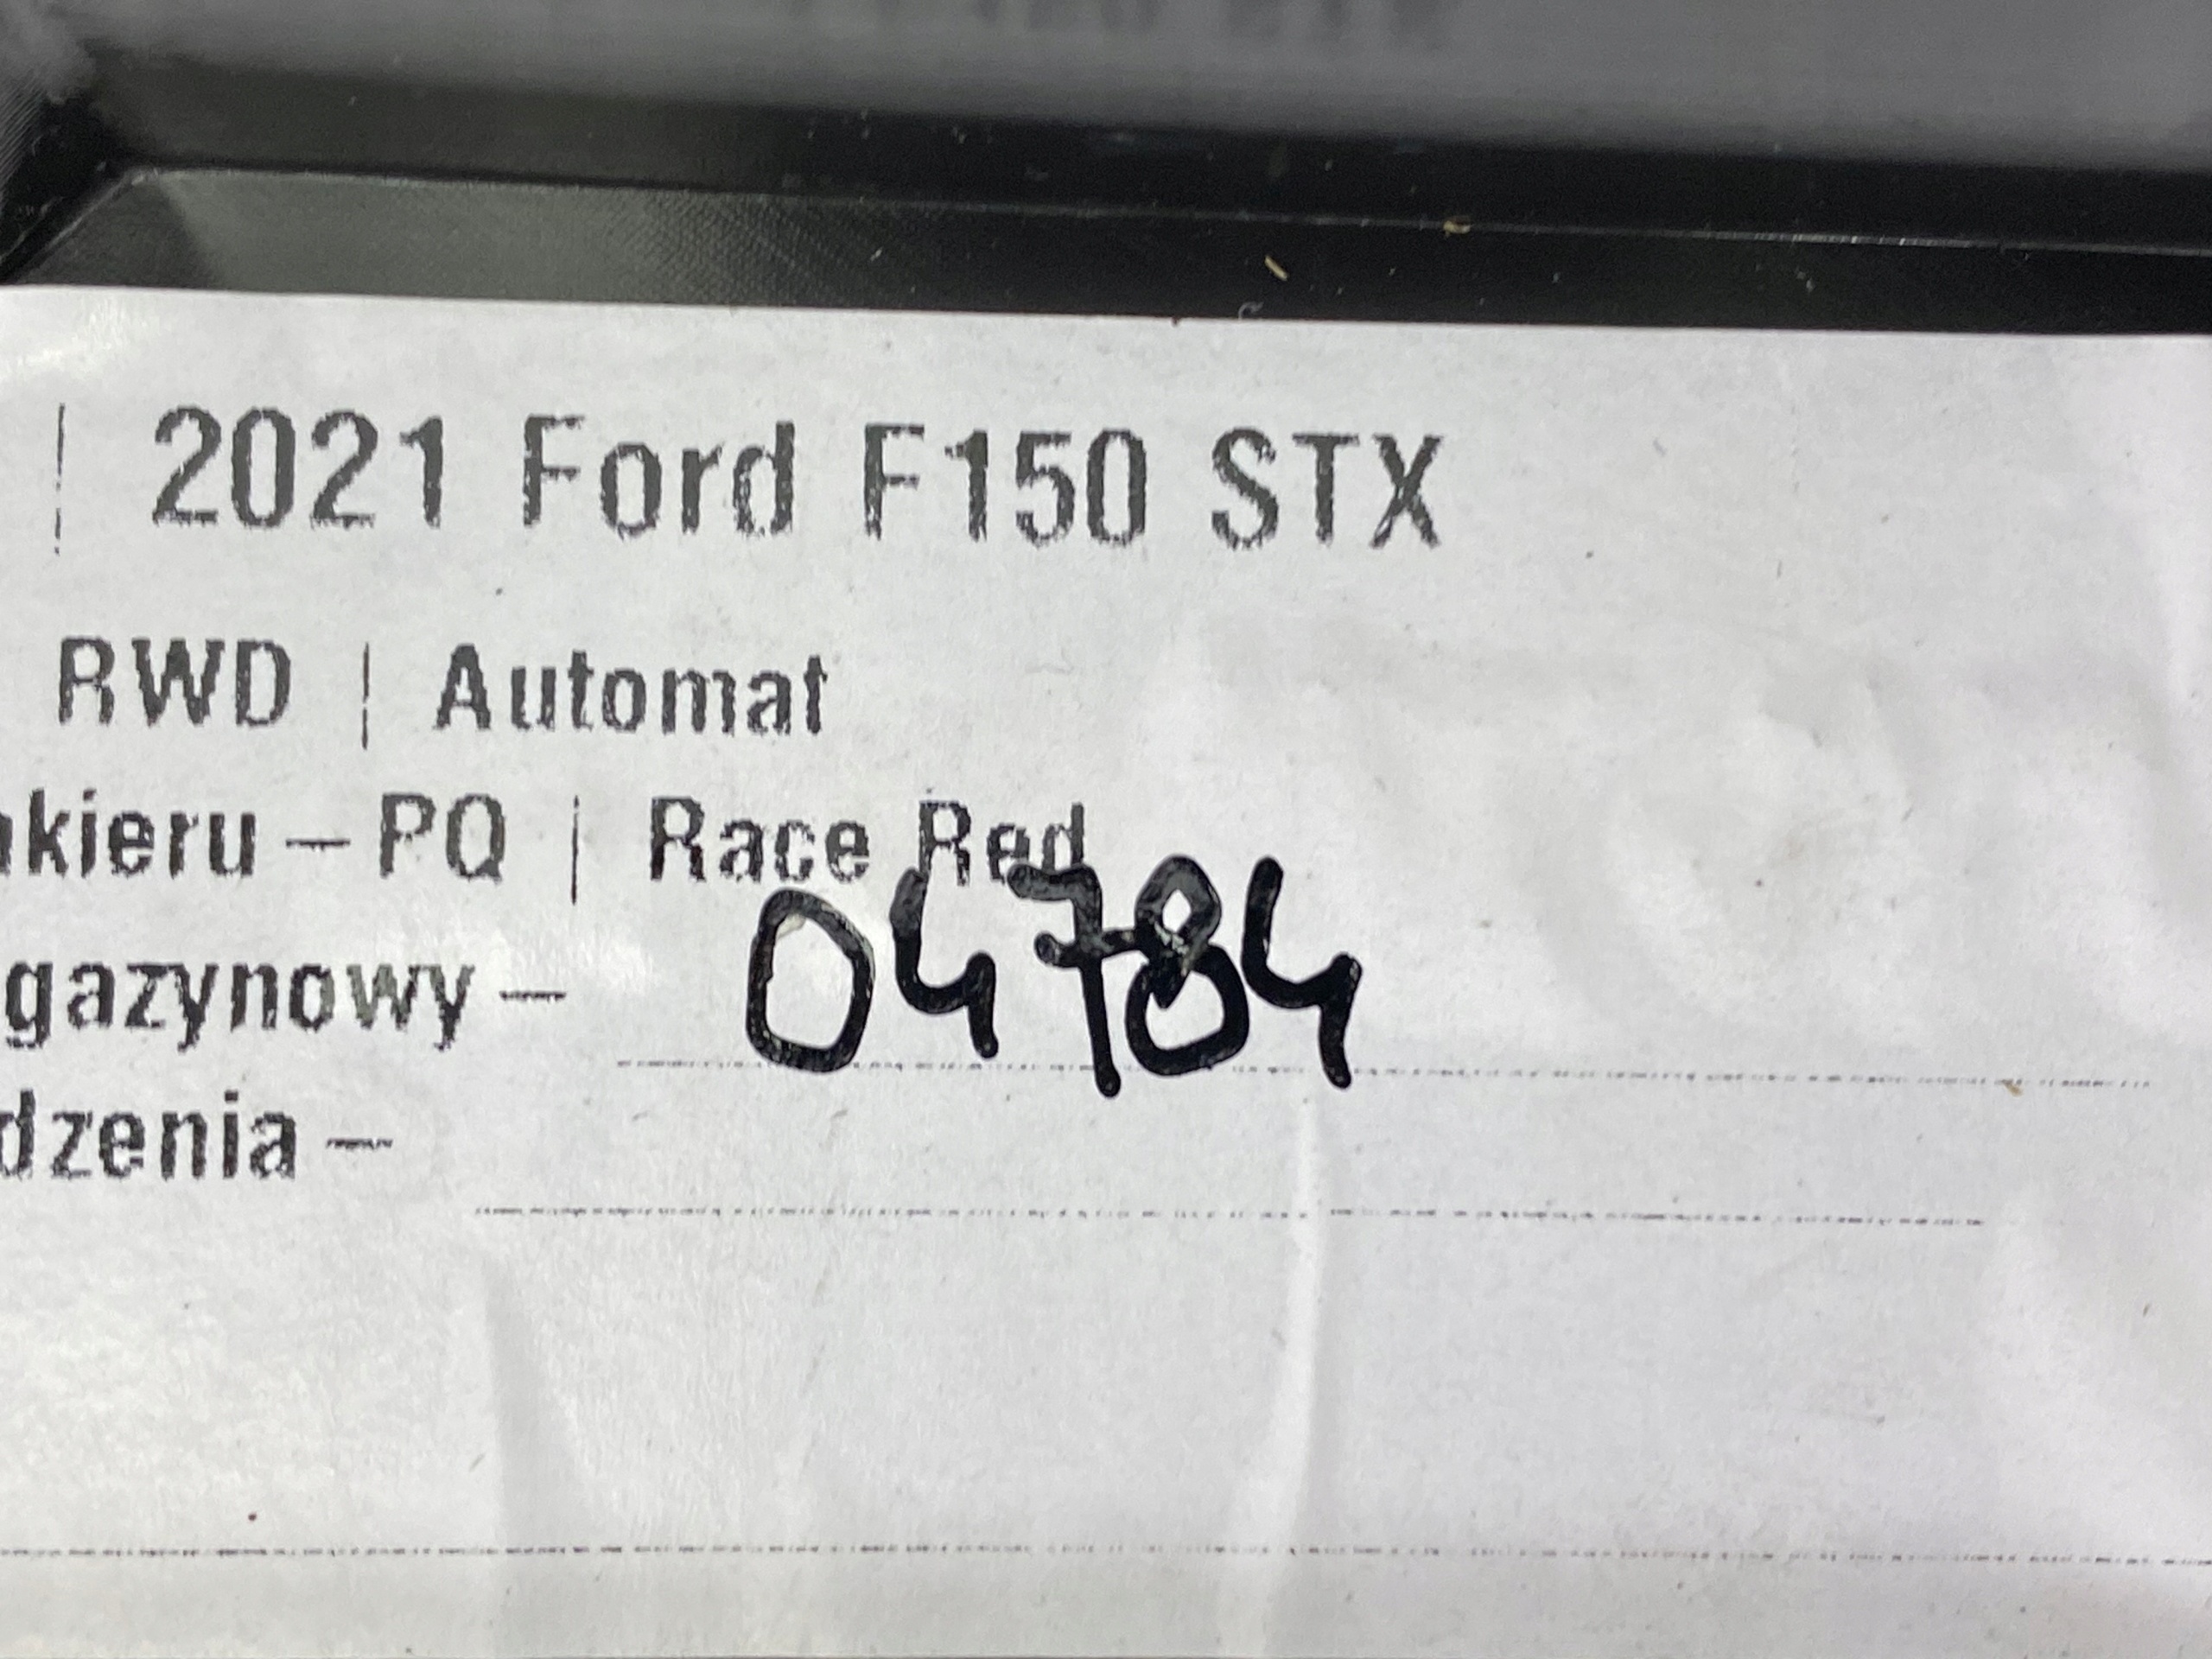 | 2021 Ford F150 STX
RWD | Automat
akieru – PQ | Race Red
gazynowy – 04784
dzenia –